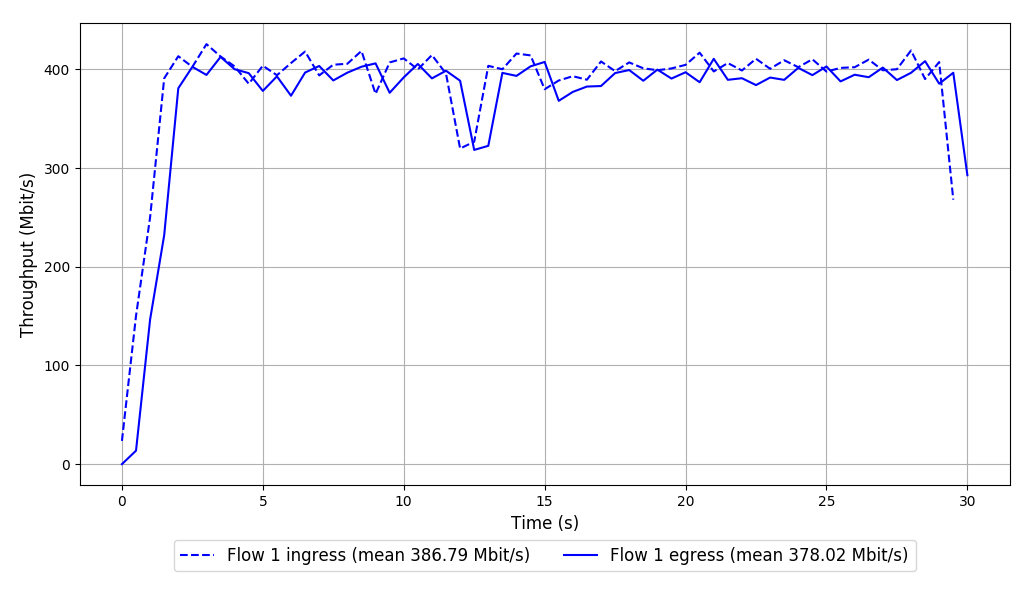 Throughput (Mbit/s)
400
300
200
100
0
0 5 10 15 20 25 30
Time (s)
Flow 1 ingress (mean 386.79 Mbit/s) Flow 1 egress (mean 378.02 Mbit/s)